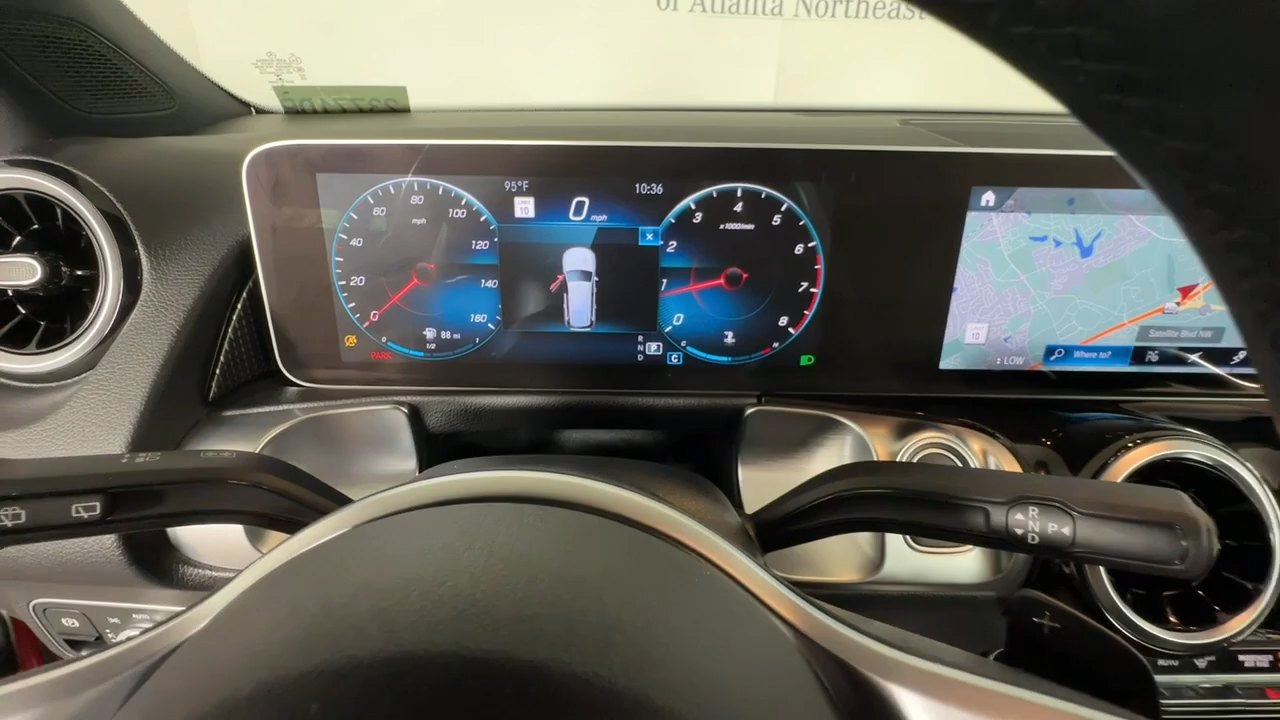 of Atlanta Northeast
95°F
10:36
LIMIT
10
0 mph
0
20
40
60
80
100
120
140
160
mph
88 mi
1/2
PARK
0
1
2
3
4
5
6
7
8
x1000/min
C
H
R
N
D
P
C
LIMIT
10
LOW
Satellite Blvd NW
Where to?
R
N
D
P
AUTO
AUTO